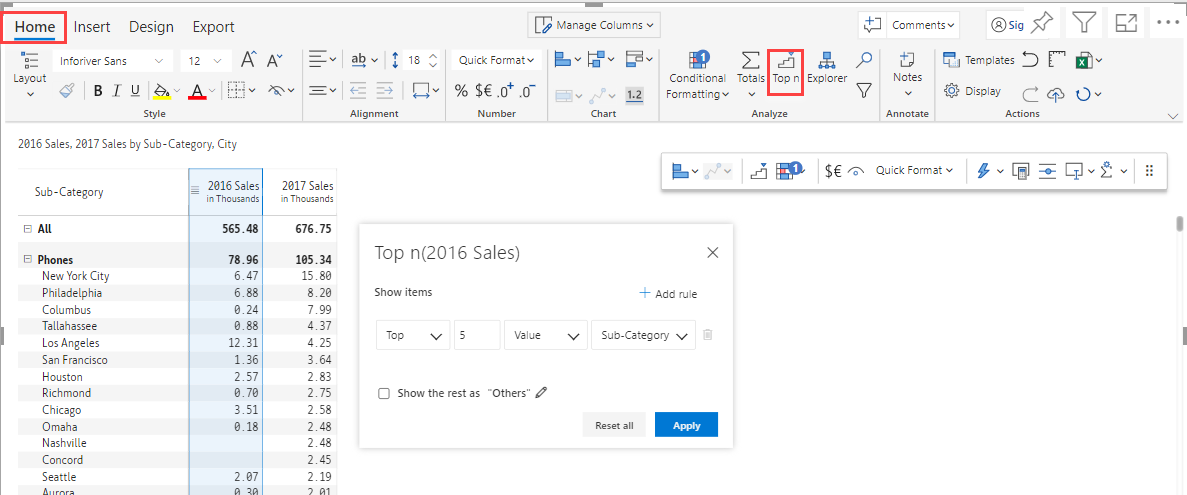 Home Insert Design Export Manage Columns Comments Sig
Inforiver Sans 12 ab 18 Quick Format 1 Templates
Layout Conditional Formatting Totals Top n Explorer Notes
B I U A % $€ .0+ .0- 1.2 Display
Style Alignment Number Chart Analyze Annotate Actions
2016 Sales, 2017 Sales by Sub-Category, City
1 $€ Quick Format
Sub-Category 2016 Sales in Thousands 2017 Sales in Thousands
All 565.48 676.75
Phones 78.96 105.34
New York City 6.47 15.80
Philadelphia 6.88 8.20
Columbus 0.24 7.99
Tallahassee 0.88 4.37
Los Angeles 12.31 4.25
San Francisco 1.36 3.64
Houston 2.57 2.83
Richmond 0.70 2.75
Chicago 3.51 2.58
Omaha 0.18 2.48
Nashville 2.48
Concord 2.45
Seattle 2.07 2.19
Aurora 0.30 2.01
Top n(2016 Sales)
Show items + Add rule
Top 5 Value Sub-Category
Show the rest as "Others"
Reset all Apply